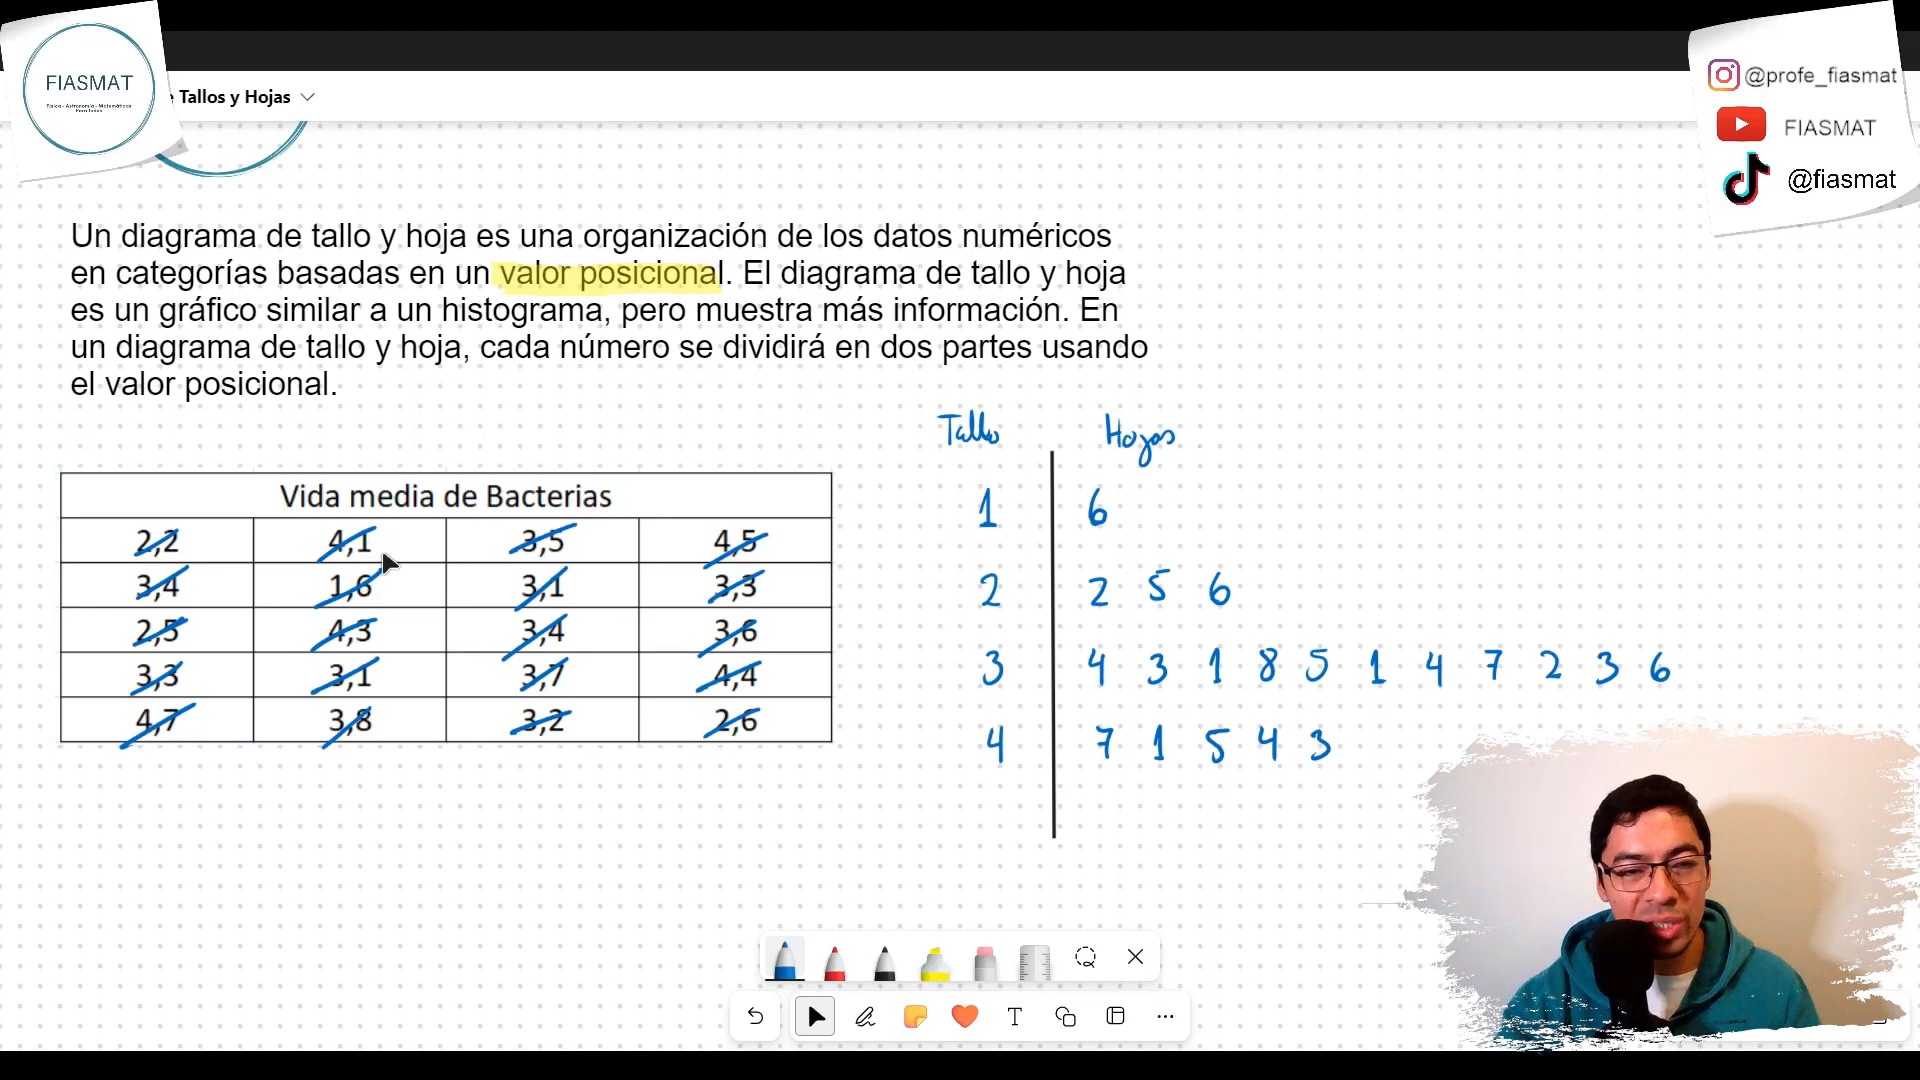 FIASMAT
Física - Astronomía - Matemáticas
Para todos
Tallos y Hojas
@profe_fiasmat
FIASMAT
@fiasmat
Un diagrama de tallo y hoja es una organización de los datos numéricos
en categorías basadas en un valor posicional. El diagrama de tallo y hoja
es un gráfico similar a un histograma, pero muestra más información. En
un diagrama de tallo y hoja, cada número se dividirá en dos partes usando
el valor posicional.
Vida media de Bacterias
2,2 4,1 3,5 4,5
3,4 1,6 3,1 3,3
2,5 4,3 3,4 3,6
3,3 3,1 3,7 4,4
4,7 3,8 3,2 2,6
Tallo Hojas
1 6
2 2 5 6
3 4 3 1 8 5 1 4 7 2 3 6
4 7 1 5 4 3